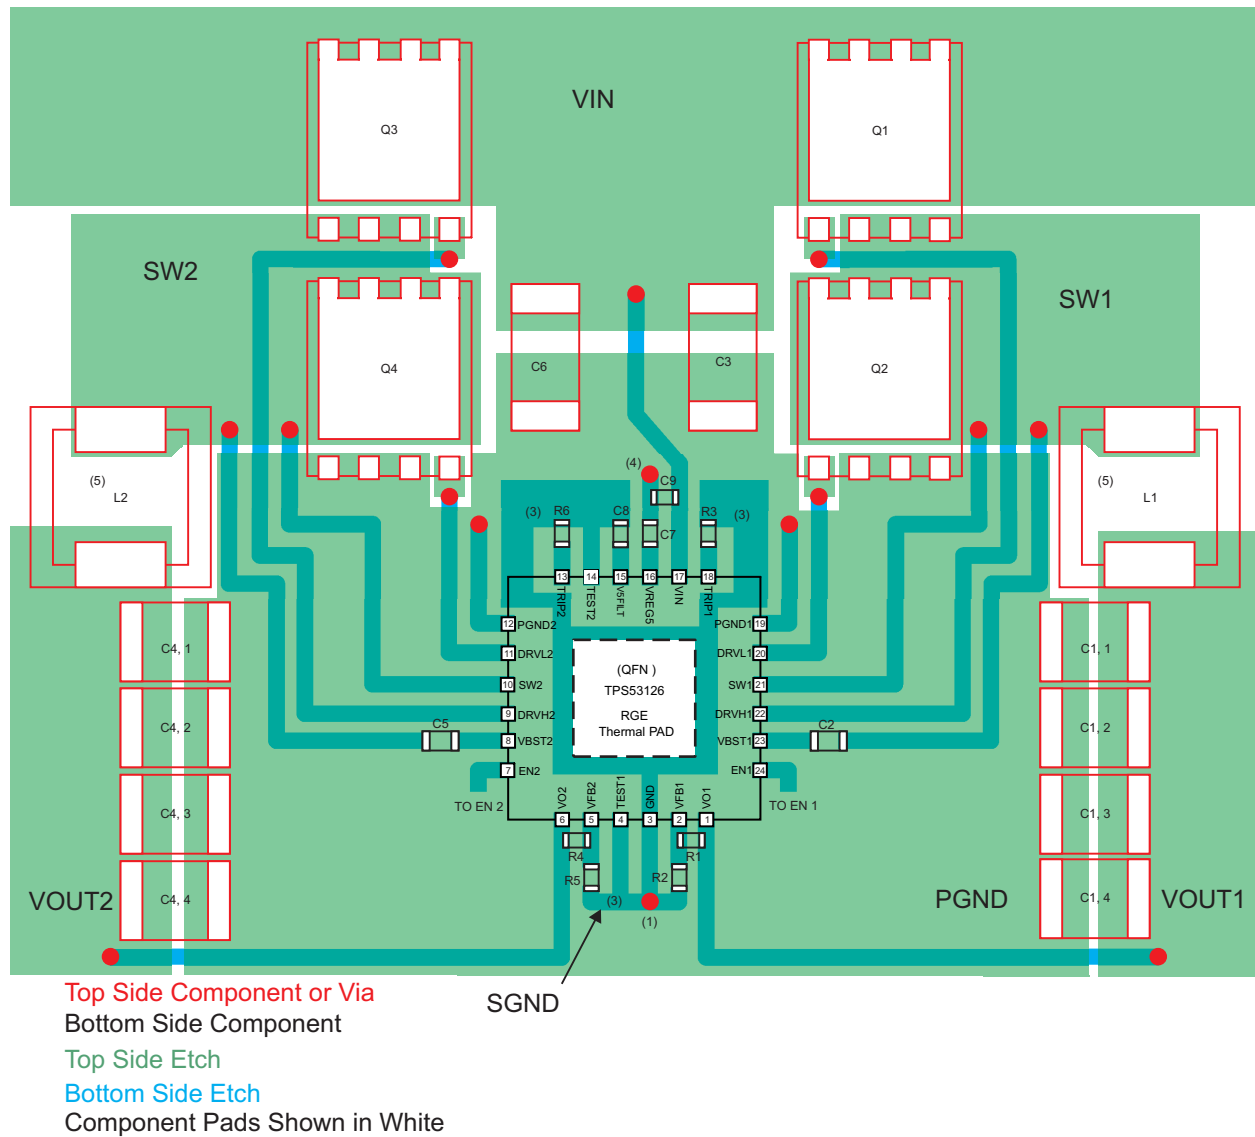 Q3
VIN
Q1
SW2
SW1
Q4
C6
C3
Q2
(5)
L2
(4)
C9
(5)
L1
(3)
R6
C8
C7
R3
(3)
13
14
15
16
17
18
TRIP2
TEST2
V5FILT
VREG5
VIN
TRIP1
12
PGND2
PGND1
19
11
DRVL2
DRVL1
20
10
SW2
SW1
21
9
DRVH2
DRVH1
22
8
VBST2
VBST1
23
7
EN2
EN1
24
(QFN )
TPS53126
RGE
Thermal PAD
C5
C2
TO EN 2
TO EN 1
VO2
VFB2
TEST1
GND
VFB1
VO1
6
5
4
3
2
1
R4
R1
R5
R2
(3)
(1)
C4, 1
C4, 2
C4, 3
C4, 4
C1, 1
C1, 2
C1, 3
C1, 4
VOUT2
PGND
VOUT1
SGND
Top Side Component or Via
Bottom Side Component
Top Side Etch
Bottom Side Etch
Component Pads Shown in White